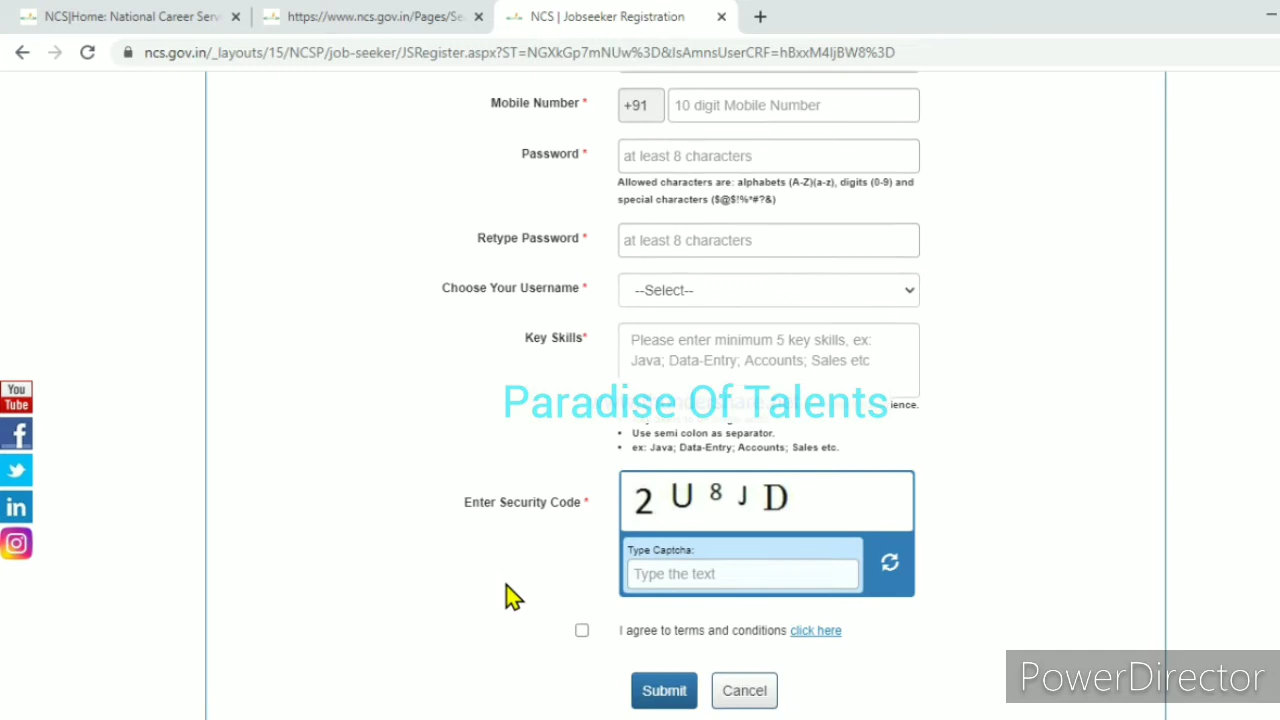 NCS|Home: National Career Serv
https://www.ncs.gov.in/Pages/Se
NCS | Jobseeker Registration
ncs.gov.in/_layouts/15/NCSP/job-seeker/JSRegister.aspx?ST=NGXkGp7mNUw%3D&IsAmnsUserCRF=hBxxM4ljBW8%3D
Mobile Number *
+91
10 digit Mobile Number
Password *
at least 8 characters
Allowed characters are: alphabets (A-Z)(a-z), digits (0-9) and
special characters ($@$!%*#?&)
Retype Password *
at least 8 characters
Choose Your Username *
--Select--
Key Skills*
Please enter minimum 5 key skills, ex:
Java; Data-Entry; Accounts; Sales etc
Paradise Of Talents
• Use semi colon as separator.
• ex: Java; Data-Entry; Accounts; Sales etc.
Enter Security Code *
2 U 8 J D
Type Captcha:
Type the text
I agree to terms and conditions click here
Submit
Cancel
You
Tube
f
in
PowerDirector